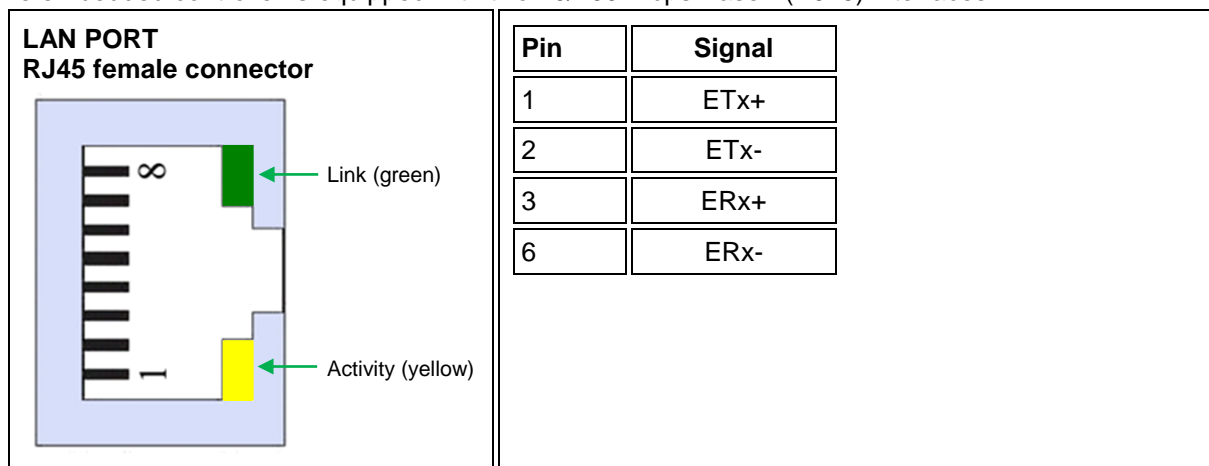 LAN PORT
RJ45 female connector
8
Link (green)
1
Activity (yellow)
Pin Signal
1 ETx+
2 ETx-
3 ERx+
6 ERx-